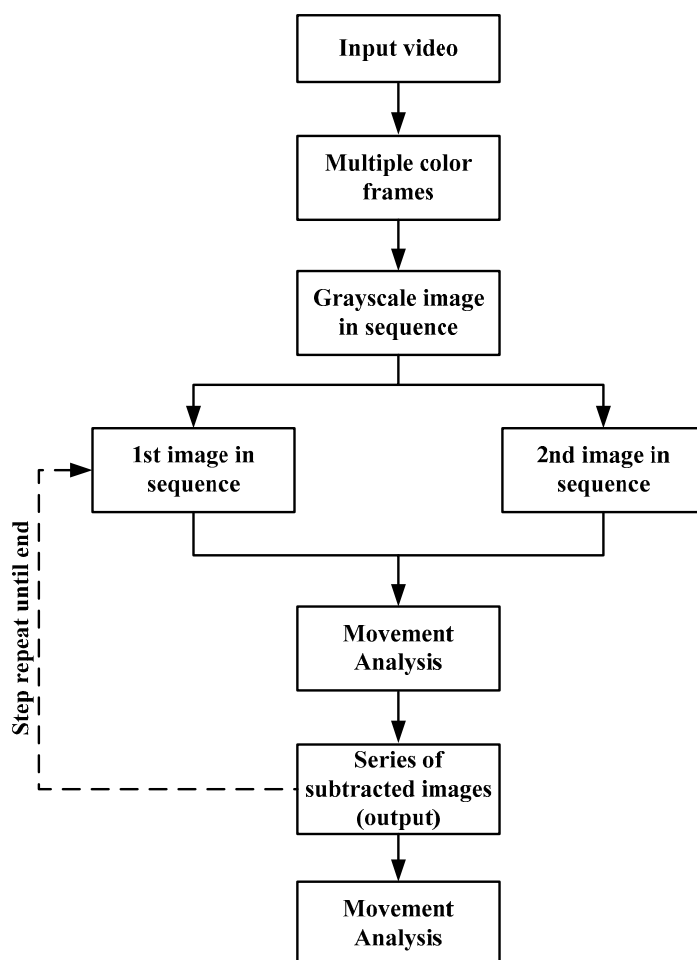 Input video
Multiple color
frames
Grayscale image
in sequence
1st image in
sequence
2nd image in
sequence
Step repeat until end
Movement
Analysis
Series of
subtracted images
(output)
Movement
Analysis